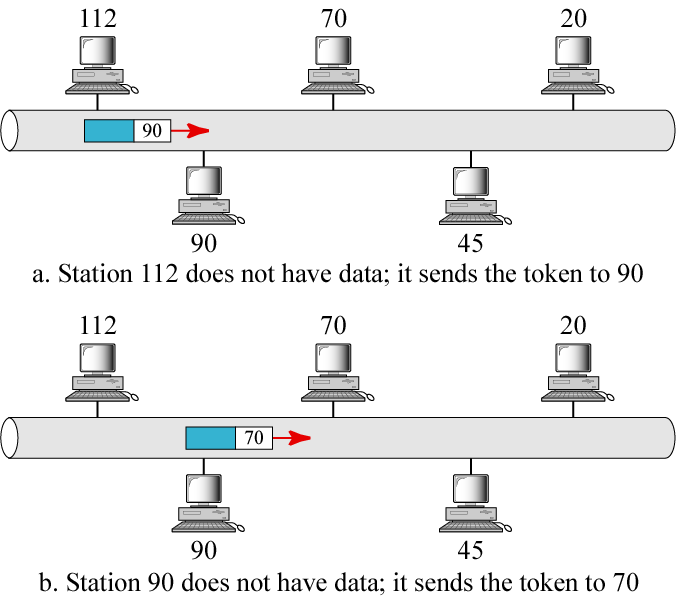 112 70 20
90
90 45
a. Station 112 does not have data; it sends the token to 90
112 70 20
70
90 45
b. Station 90 does not have data; it sends the token to 70